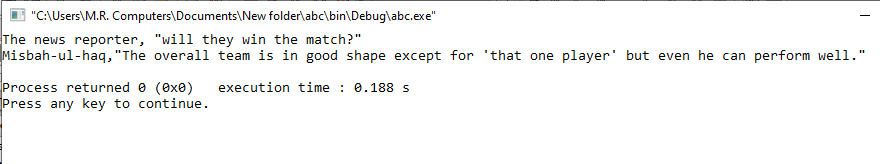 "C:\Users\M.R. Computers\Documents\New folder\abc\bin\Debug\abc.exe"
The news reporter, "will they win the match?"
Misbah-ul-haq,"The overall team is in good shape except for 'that one player' but even he can perform well."
Process returned 0 (0x0)   execution time : 0.188 s
Press any key to continue.